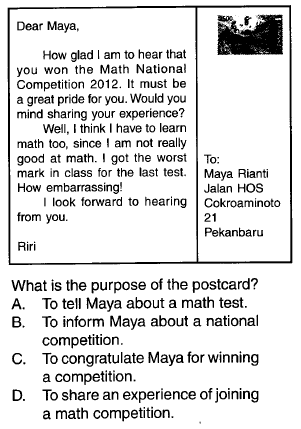 Dear Maya,
How glad I am to hear that
you won the Math National
Competition 2012. It must be
a great pride for you. Would you
mind sharing your experience?
Well, I think I have to learn
math too, since I am not really
good at math. I got the worst
mark in class for the last test.
How embarrassing!
I look forward to hearing
from you.
Riri
To:
Maya Rianti
Jalan HOS
Cokroaminoto
21
Pekanbaru
What is the purpose of the postcard?
A. To tell Maya about a math test.
B. To inform Maya about a national
competition.
C. To congratulate Maya for winning
a competition.
D. To share an experience of joining
a math competition.